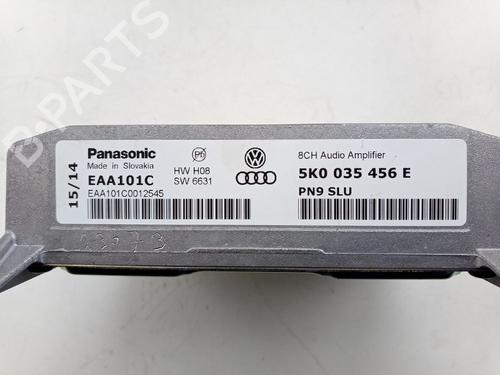 B-PARTS
15/14
Panasonic
Made in Slovakia
EAA101C
EAA101C0012545
Pb
HW H08
SW 6631
8CH Audio Amplifier
5K0 035 456 E
PN9 SLU